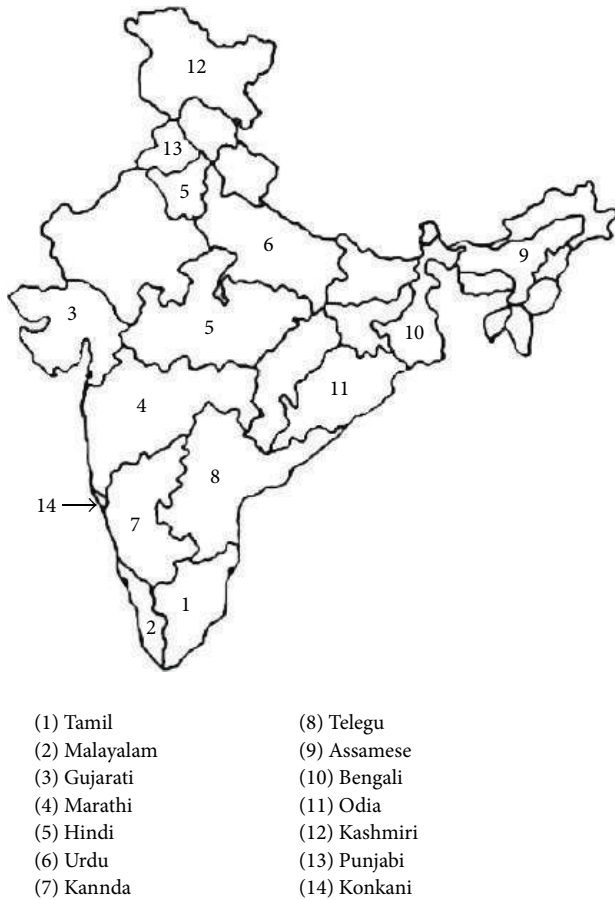 12
13
5
6
9
3
5
10
11
4
8
14
7
1
2
(1) Tamil
(2) Malayalam
(3) Gujarati
(4) Marathi
(5) Hindi
(6) Urdu
(7) Kannda
(8) Telegu
(9) Assamese
(10) Bengali
(11) Odia
(12) Kashmiri
(13) Punjabi
(14) Konkani